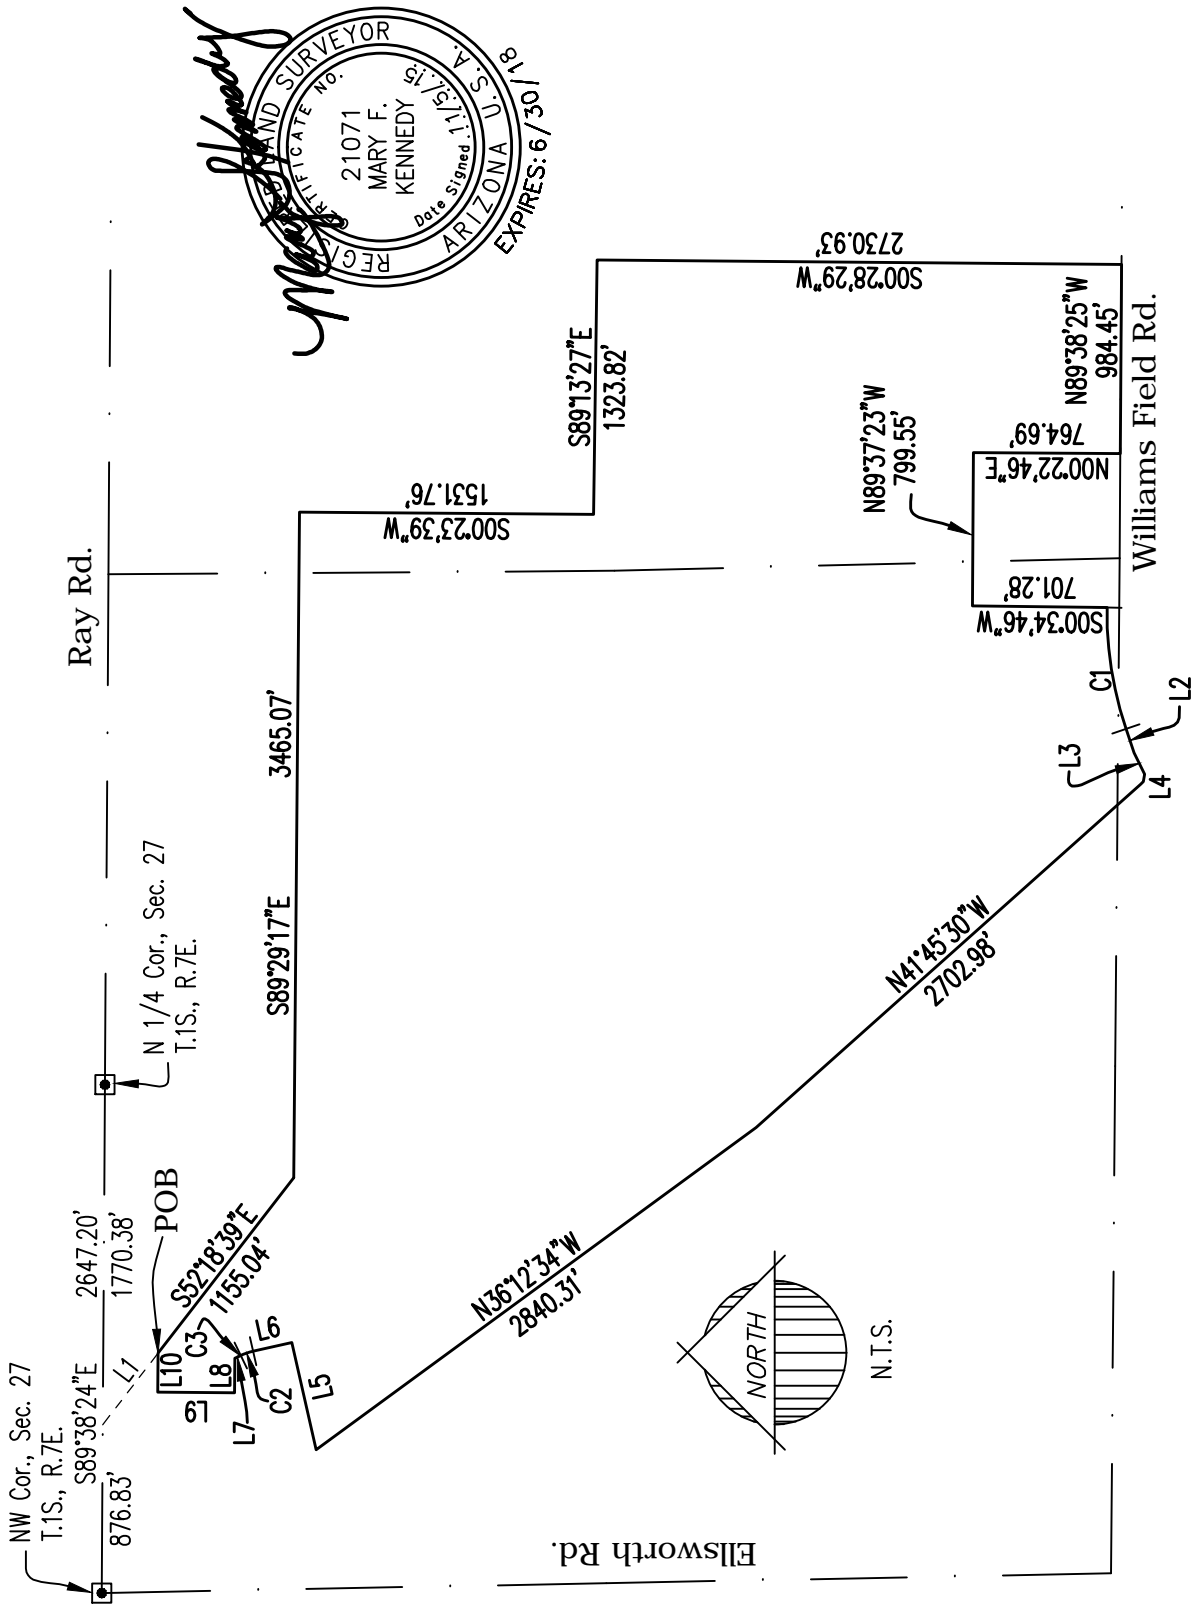 NW Cor., Sec. 27
T.1S., R.7E.
S89°38'24"E
2647.20'
876.83'
1770.38'
N 1/4 Cor., Sec. 27
T.1S., R.7E.
Ray Rd.
L1
POB
L10
L9
L8
C3
L7
C2
L6
L5
S52°18'39"E
1155.04'
S89°29'17"E
3465.07'
S00°23'39"W
1531.76'
S89°13'27"E
1323.82'
S00°28'29"W
2730.93'
N89°38'25"W
984.45'
N00°22'46"E
764.69'
N89°37'23"W
799.55'
S00°34'46"W
701.28'
C1
L2
L3
L4
N41°45'30"W
2702.98'
N36°12'34"W
2840.31'
Williams Field Rd.
Ellsworth Rd.
NORTH
N.T.S.
REGISTERED LAND SURVEYOR
CERTIFICATE NO.
21071
MARY F.
KENNEDY
Date Signed 11/5/15
ARIZONA U.S.A.
EXPIRES: 6/30/18
Mary F Kennedy